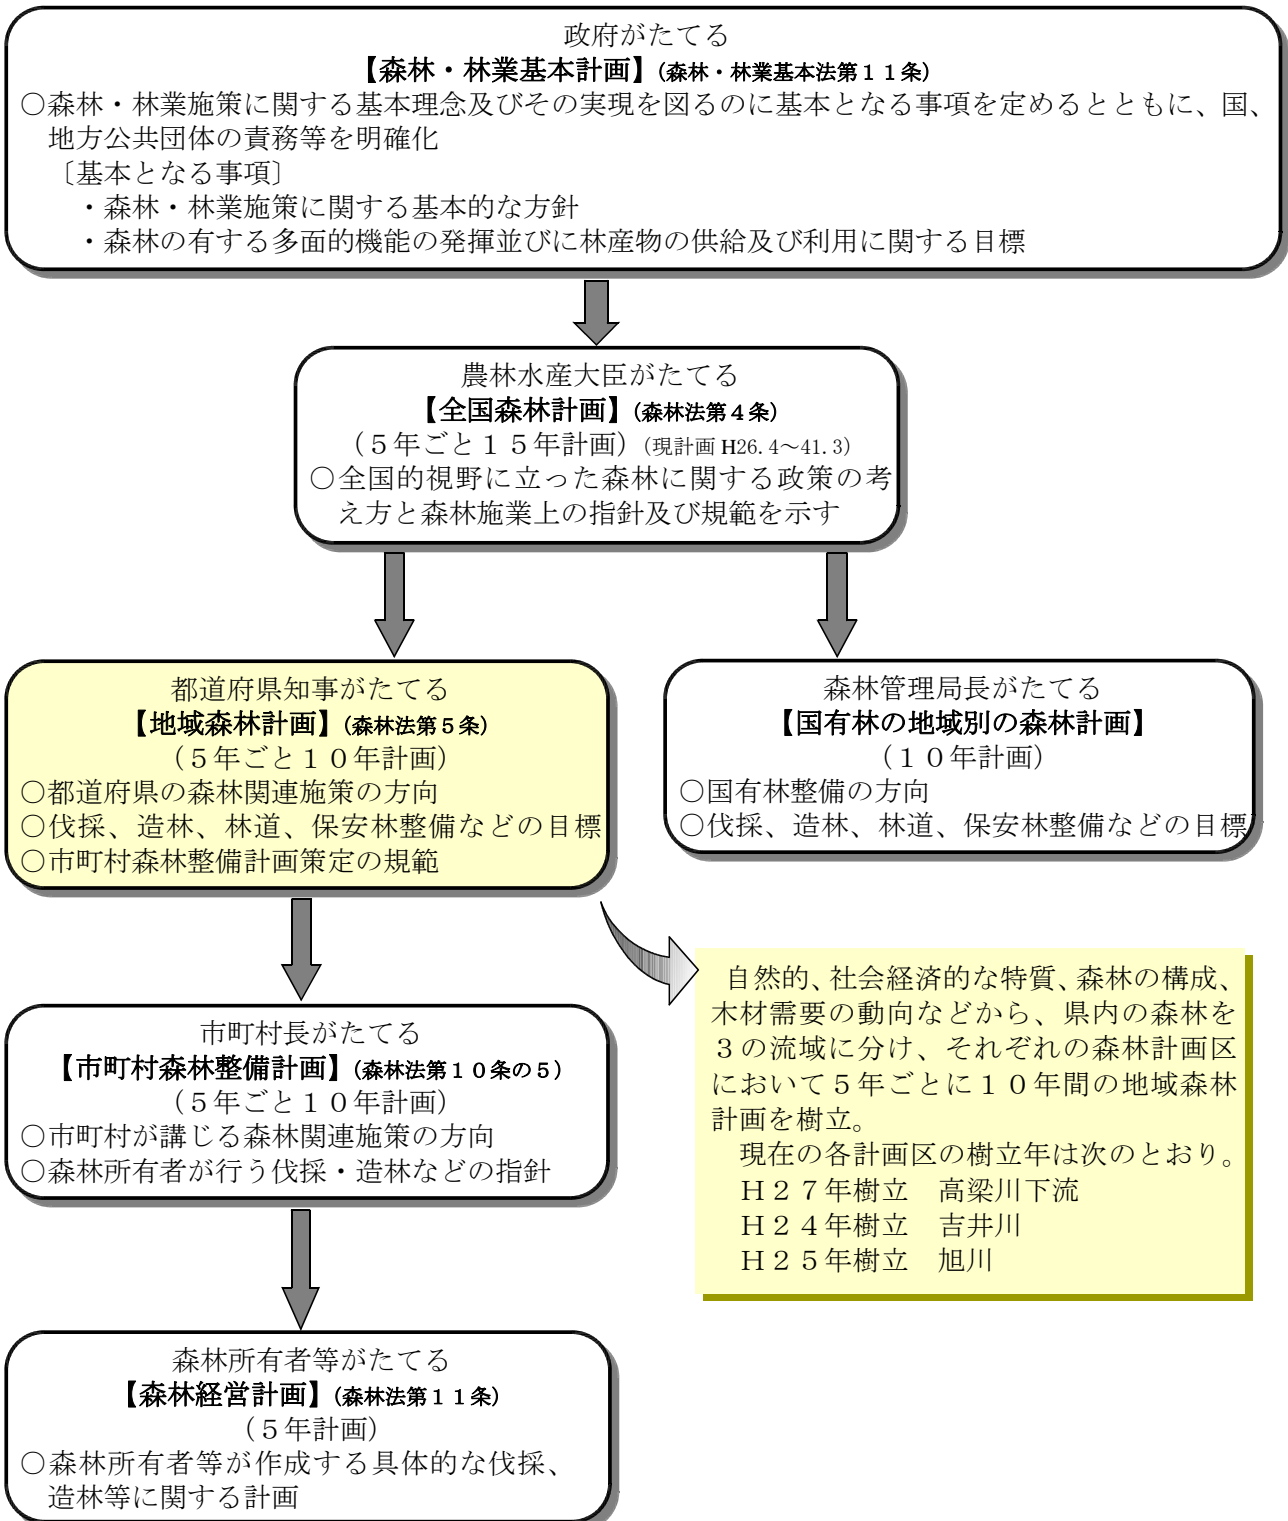 政府がたてる
【森林・林業基本計画】(森林・林業基本法第11条)
○森林・林業施策に関する基本理念及びその実現を図るのに基本となる事項を定めるとともに、国、
地方公共団体の責務等を明確化
〔基本となる事項〕
・森林・林業施策に関する基本的な方針
・森林の有する多面的機能の発揮並びに林産物の供給及び利用に関する目標
農林水産大臣がたてる
【全国森林計画】(森林法第4条)
(5年ごと15年計画)(現計画 H26.4～41.3)
○全国的視野に立った森林に関する政策の考
え方と森林施業上の指針及び規範を示す
都道府県知事がたてる
【地域森林計画】(森林法第5条)
(5年ごと10年計画)
○都道府県の森林関連施策の方向
○伐採、造林、林道、保安林整備などの目標
○市町村森林整備計画策定の規範
森林管理局長がたてる
【国有林の地域別の森林計画】
(10年計画)
○国有林整備の方向
○伐採、造林、林道、保安林整備などの目標
自然的、社会経済的な特質、森林の構成、
木材需要の動向などから、県内の森林を
3の流域に分け、それぞれの森林計画区
において5年ごとに10年間の地域森林
計画を樹立。
現在の各計画区の樹立年は次のとおり。
H27年樹立　高梁川下流
H24年樹立　吉井川
H25年樹立　旭川
市町村長がたてる
【市町村森林整備計画】(森林法第10条の5)
(5年ごと10年計画)
○市町村が講じる森林関連施策の方向
○森林所有者が行う伐採・造林などの指針
森林所有者等がたてる
【森林経営計画】(森林法第11条)
(5年計画)
○森林所有者等が作成する具体的な伐採、
造林等に関する計画